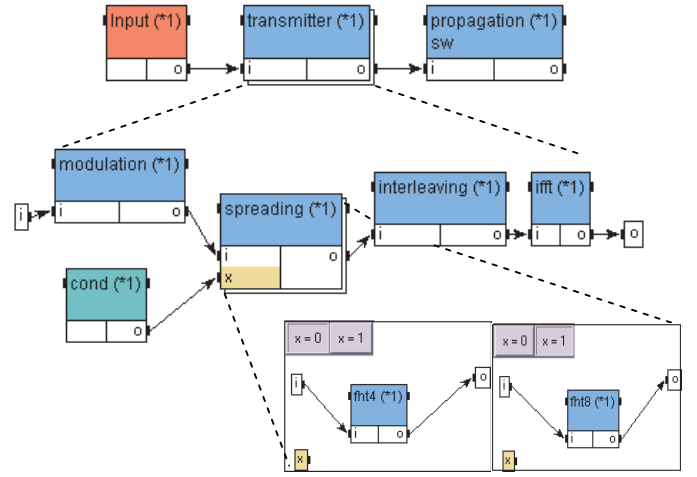 Input (*1)
o
transmitter (*1)
i
o
propagation (*1)
sw
i
o
modulation (*1)
i
o
i
spreading (*1)
i
o
x
cond (*1)
o
interleaving (*1)
i
o
ifft (*1)
i
o
o
x = 0
x = 1
i
fht4 (*1)
i
o
o
x
x = 0
x = 1
i
fht8 (*1)
i
o
o
x